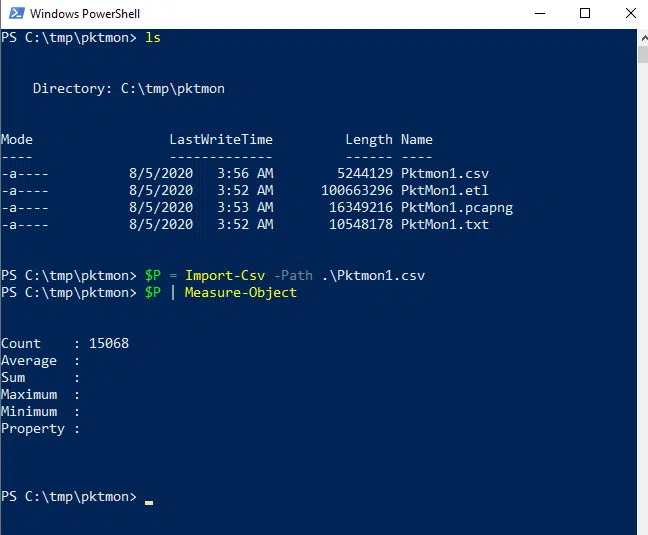 Windows PowerShell
PS C:\tmp\pktmon> ls
Directory: C:\tmp\pktmon
Mode                 LastWriteTime         Length Name
----                 -------------         ------ ----
-a----          8/5/2020   3:56 AM        5244129 Pktmon1.csv
-a----          8/5/2020   3:52 AM      100663296 PktMon1.etl
-a----          8/5/2020   3:53 AM       16349216 PktMon1.pcapng
-a----          8/5/2020   3:52 AM       10548178 PktMon1.txt
PS C:\tmp\pktmon> $P = Import-Csv -Path .\Pktmon1.csv
PS C:\tmp\pktmon> $P | Measure-Object
Count    : 15068
Average  :
Sum      :
Maximum  :
Minimum  :
Property :
PS C:\tmp\pktmon>